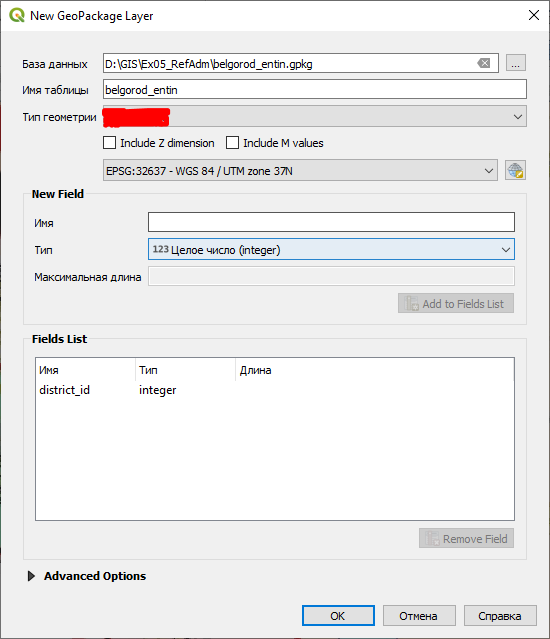 New GeoPackage Layer
База данных D:\GIS\Ex05_RefAdm\belgorod_entin.gpkg ...
Имя таблицы belgorod_entin
Тип геометрии
Include Z dimension Include M values
EPSG:32637 - WGS 84 / UTM zone 37N
New Field
Имя
Тип 123 Целое число (integer)
Максимальная длина
Add to Fields List
Fields List
Имя Тип Длина
district_id integer
Remove Field
Advanced Options
OK Отмена Справка